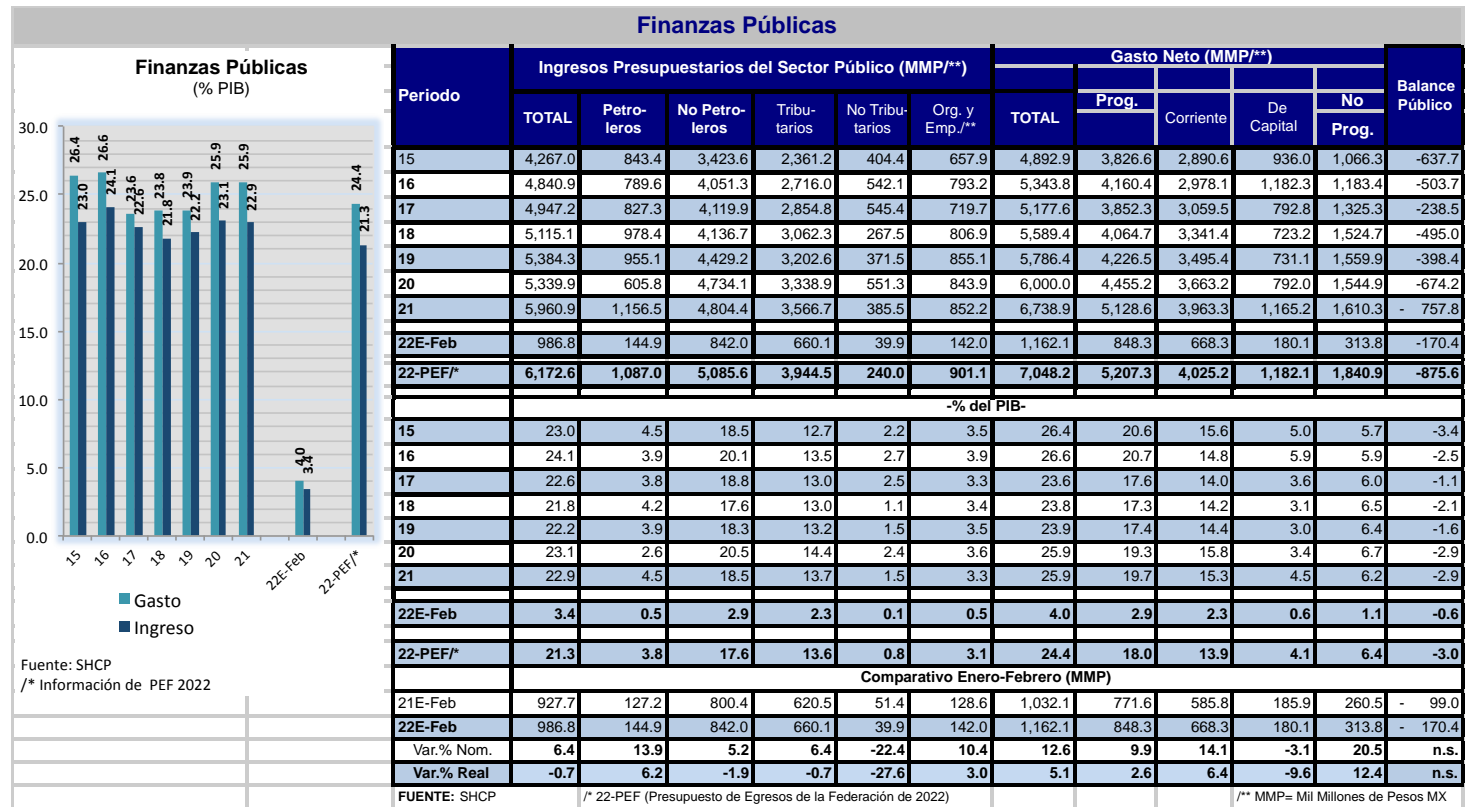 Finanzas Públicas
Finanzas Públicas
(% PIB)
30.0
25.0
20.0
15.0
10.0
5.0
0.0
26.4 23.0 26.6 24.1 23.6 22.6 23.8 21.8 23.9 22.2 25.9 23.1 25.9 22.9 4.0 3.4 24.4 21.3
15 16 17 18 19 20 21 22E-Feb 22-PEF/*
Gasto
Ingreso
Fuente: SHCP
/* Información de PEF 2022
Periodo Ingresos Presupuestarios del Sector Público (MMP/**) Gasto Neto (MMP/**) Balance Público
TOTAL Petro-leros No Petro-leros Tribu-tarios No Tribu-tarios Org. y Emp./** TOTAL Prog. Corriente De Capital No Prog.
15 4,267.0 843.4 3,423.6 2,361.2 404.4 657.9 4,892.9 3,826.6 2,890.6 936.0 1,066.3 -637.7
16 4,840.9 789.6 4,051.3 2,716.0 542.1 793.2 5,343.8 4,160.4 2,978.1 1,182.3 1,183.4 -503.7
17 4,947.2 827.3 4,119.9 2,854.8 545.4 719.7 5,177.6 3,852.3 3,059.5 792.8 1,325.3 -238.5
18 5,115.1 978.4 4,136.7 3,062.3 267.5 806.9 5,589.4 4,064.7 3,341.4 723.2 1,524.7 -495.0
19 5,384.3 955.1 4,429.2 3,202.6 371.5 855.1 5,786.4 4,226.5 3,495.4 731.1 1,559.9 -398.4
20 5,339.9 605.8 4,734.1 3,338.9 551.3 843.9 6,000.0 4,455.2 3,663.2 792.0 1,544.9 -674.2
21 5,960.9 1,156.5 4,804.4 3,566.7 385.5 852.2 6,738.9 5,128.6 3,963.3 1,165.2 1,610.3 - 757.8
22E-Feb 986.8 144.9 842.0 660.1 39.9 142.0 1,162.1 848.3 668.3 180.1 313.8 -170.4
22-PEF/* 6,172.6 1,087.0 5,085.6 3,944.5 240.0 901.1 7,048.2 5,207.3 4,025.2 1,182.1 1,840.9 -875.6
-% del PIB-
15 23.0 4.5 18.5 12.7 2.2 3.5 26.4 20.6 15.6 5.0 5.7 -3.4
16 24.1 3.9 20.1 13.5 2.7 3.9 26.6 20.7 14.8 5.9 5.9 -2.5
17 22.6 3.8 18.8 13.0 2.5 3.3 23.6 17.6 14.0 3.6 6.0 -1.1
18 21.8 4.2 17.6 13.0 1.1 3.4 23.8 17.3 14.2 3.1 6.5 -2.1
19 22.2 3.9 18.3 13.2 1.5 3.5 23.9 17.4 14.4 3.0 6.4 -1.6
20 23.1 2.6 20.5 14.4 2.4 3.6 25.9 19.3 15.8 3.4 6.7 -2.9
21 22.9 4.5 18.5 13.7 1.5 3.3 25.9 19.7 15.3 4.5 6.2 -2.9
22E-Feb 3.4 0.5 2.9 2.3 0.1 0.5 4.0 2.9 2.3 0.6 1.1 -0.6
22-PEF/* 21.3 3.8 17.6 13.6 0.8 3.1 24.4 18.0 13.9 4.1 6.4 -3.0
Comparativo Enero-Febrero (MMP)
21E-Feb 927.7 127.2 800.4 620.5 51.4 128.6 1,032.1 771.6 585.8 185.9 260.5 - 99.0
22E-Feb 986.8 144.9 842.0 660.1 39.9 142.0 1,162.1 848.3 668.3 180.1 313.8 - 170.4
Var.% Nom. 6.4 13.9 5.2 6.4 -22.4 10.4 12.6 9.9 14.1 -3.1 20.5 n.s.
Var.% Real -0.7 6.2 -1.9 -0.7 -27.6 3.0 5.1 2.6 6.4 -9.6 12.4 n.s.
FUENTE: SHCP /* 22-PEF (Presupuesto de Egresos de la Federación de 2022) /** MMP= Mil Millones de Pesos MX